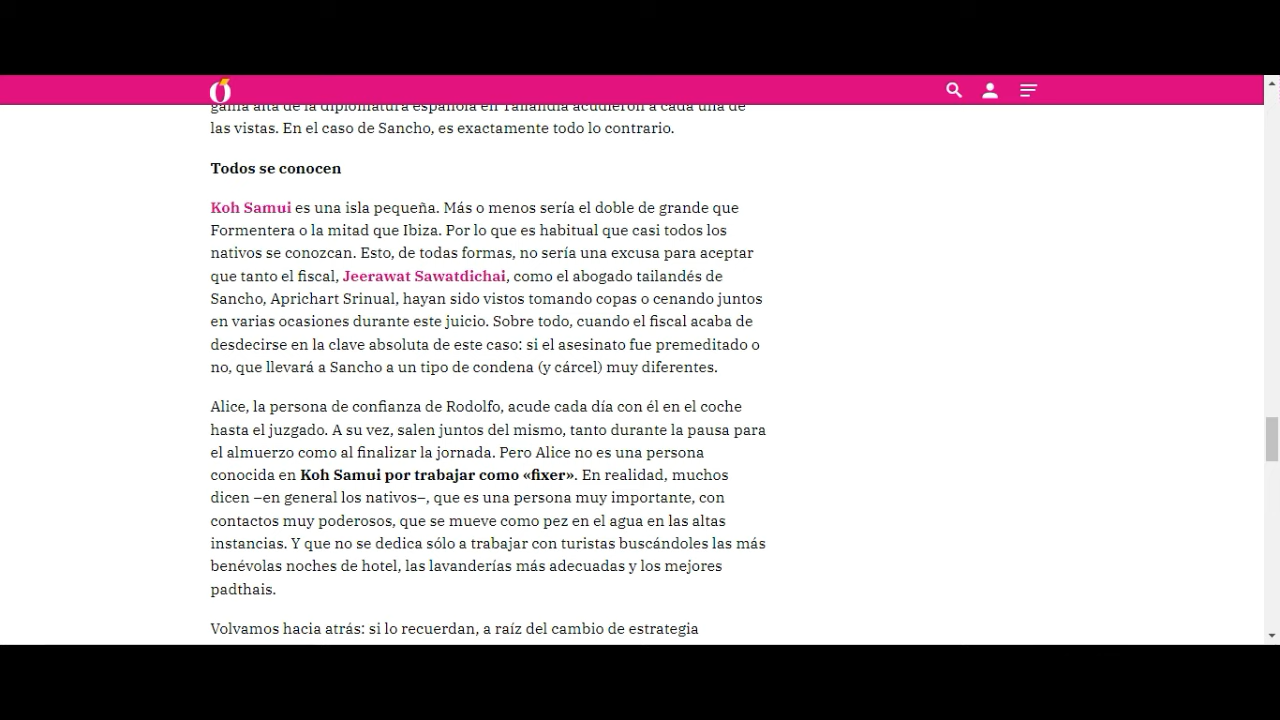 gama alta de la diplomatura española en Tailandia acudieron a cada una de
las vistas. En el caso de Sancho, es exactamente todo lo contrario.
Todos se conocen
Koh Samui es una isla pequeña. Más o menos sería el doble de grande que
Formentera o la mitad que Ibiza. Por lo que es habitual que casi todos los
nativos se conozcan. Esto, de todas formas, no sería una excusa para aceptar
que tanto el fiscal, Jeerawat Sawatdichai, como el abogado tailandés de
Sancho, Aprichart Srinual, hayan sido vistos tomando copas o cenando juntos
en varias ocasiones durante este juicio. Sobre todo, cuando el fiscal acaba de
desdecirse en la clave absoluta de este caso: si el asesinato fue premeditado o
no, que llevará a Sancho a un tipo de condena (y cárcel) muy diferentes.
Alice, la persona de confianza de Rodolfo, acude cada día con él en el coche
hasta el juzgado. A su vez, salen juntos del mismo, tanto durante la pausa para
el almuerzo como al finalizar la jornada. Pero Alice no es una persona
conocida en Koh Samui por trabajar como «fixer». En realidad, muchos
dicen –en general los nativos–, que es una persona muy importante, con
contactos muy poderosos, que se mueve como pez en el agua en las altas
instancias. Y que no se dedica sólo a trabajar con turistas buscándoles las más
benévolas noches de hotel, las lavanderías más adecuadas y los mejores
padthais.
Volvamos hacia atrás: si lo recuerdan, a raíz del cambio de estrategia